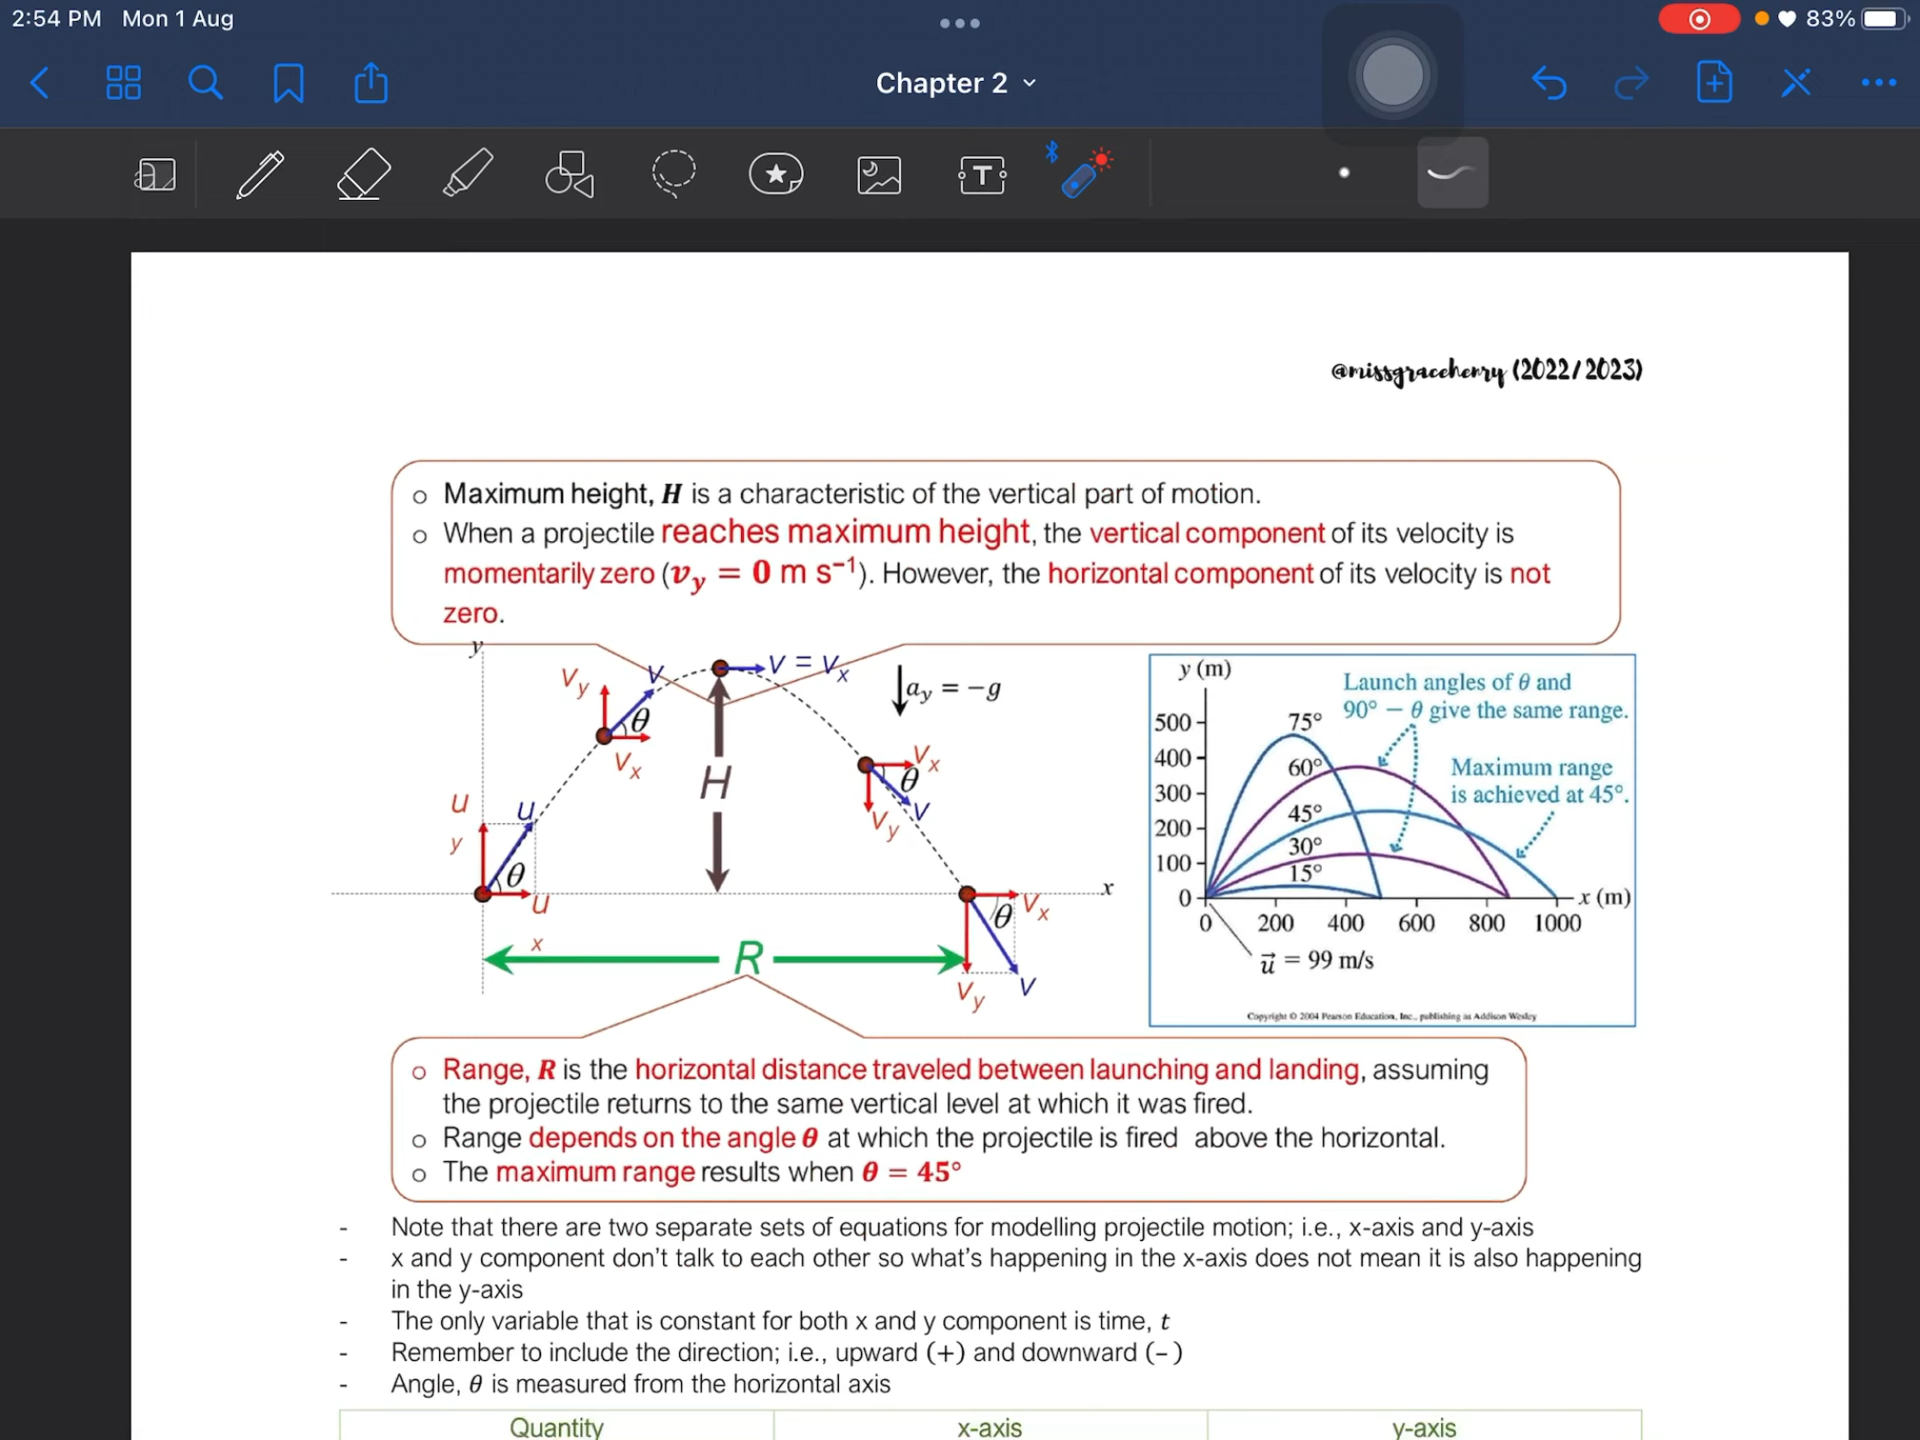 2:54 PM Mon 1 Aug
83%
Chapter 2
T
@missgracehenry (2022/2023)
o Maximum height, H is a characteristic of the vertical part of motion.
o When a projectile reaches maximum height, the vertical component of its velocity is
momentarily zero (vy = 0 m s⁻¹). However, the horizontal component of its velocity is not
zero.
y
Vy
V
θ
Vx
V = Vx
ay = −g
H
Vx
θ
V
Vy
u
y
u
θ
u
x
x
Vx
θ
Vy
V
R
y (m)
Launch angles of θ and
90° − θ give the same range.
Maximum range
is achieved at 45°.
500
400
300
200
100
0
75°
60°
45°
30°
15°
x (m)
0 200 400 600 800 1000
u⃗ = 99 m/s
Copyright © 2004 Pearson Education, Inc., publishing as Addison Wesley
o Range, R is the horizontal distance traveled between launching and landing, assuming
the projectile returns to the same vertical level at which it was fired.
o Range depends on the angle θ at which the projectile is fired above the horizontal.
o The maximum range results when θ = 45°
- Note that there are two separate sets of equations for modelling projectile motion; i.e., x-axis and y-axis
- x and y component don't talk to each other so what's happening in the x-axis does not mean it is also happening
in the y-axis
- The only variable that is constant for both x and y component is time, t
- Remember to include the direction; i.e., upward (+) and downward (−)
- Angle, θ is measured from the horizontal axis
Quantity x-axis y-axis